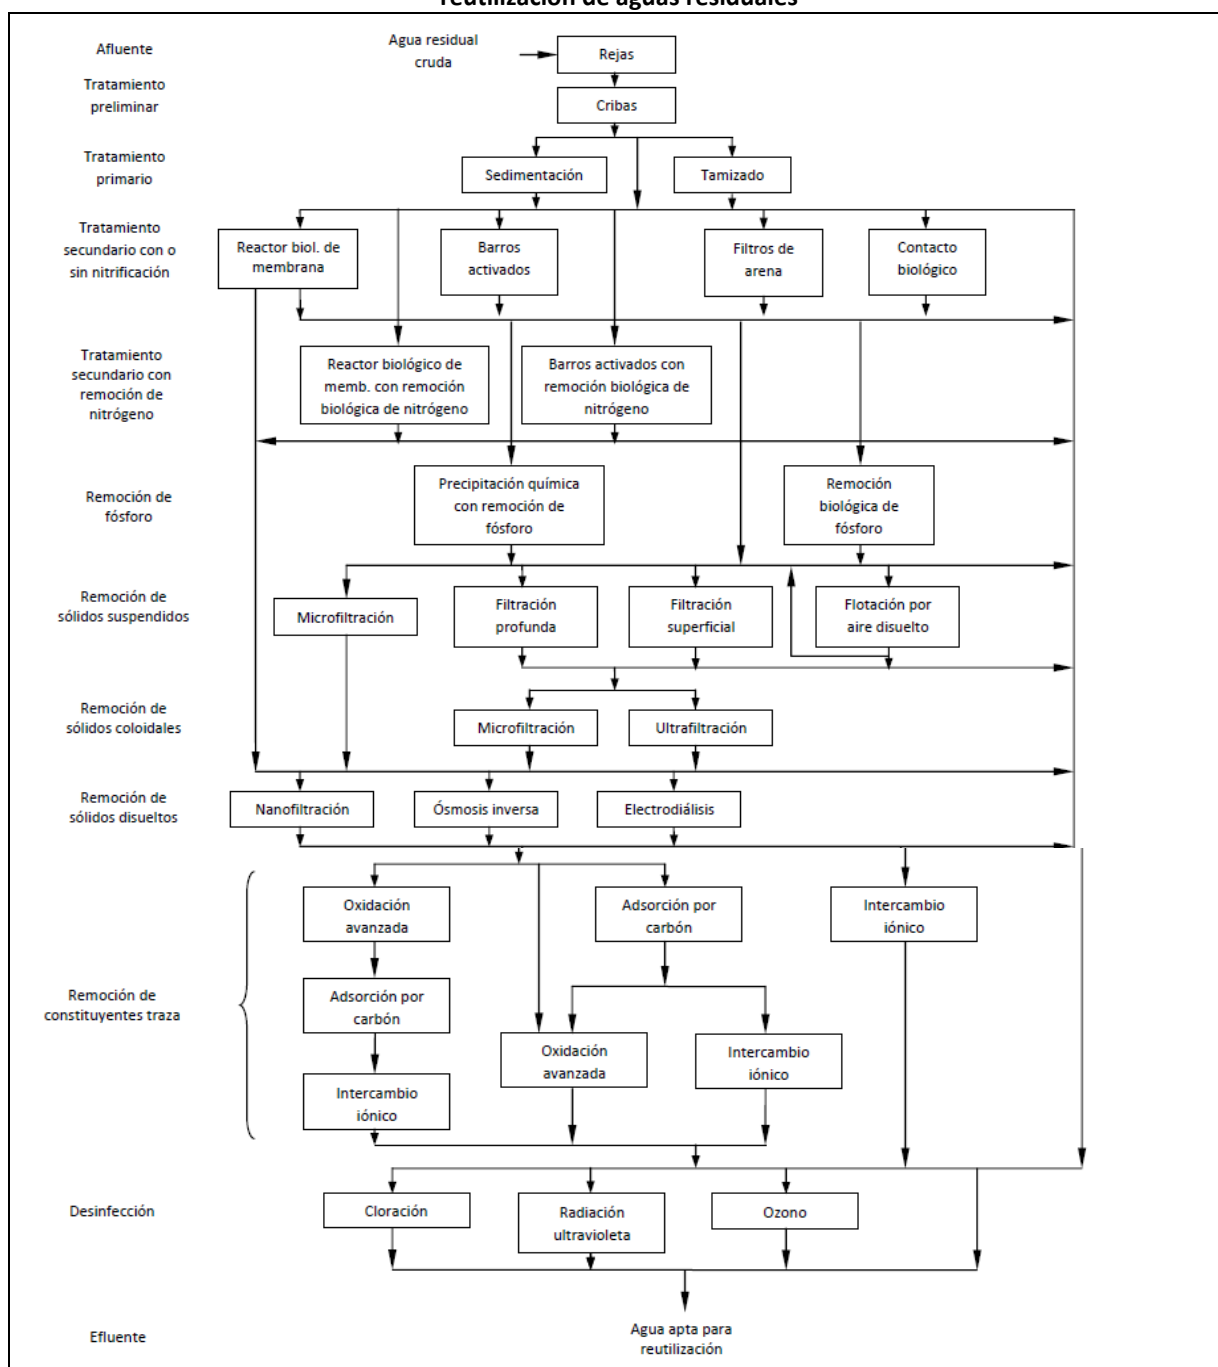 reutilización de aguas residuales
Afluente
Agua residual
cruda
Rejas
Tratamiento
preliminar
Cribas
Tratamiento
primario
Sedimentación
Tamizado
Tratamiento
secundario con o
sin nitrificación
Reactor biol. de
membrana
Barros
activados
Filtros de
arena
Contacto
biológico
Tratamiento
secundario con
remoción de
nitrógeno
Reactor biológico de
memb. con remoción
biológica de nitrógeno
Barros activados con
remoción biológica de
nitrógeno
Remoción de
fósforo
Precipitación química
con remoción de
fósforo
Remoción
biológica de
fósforo
Remoción de
sólidos suspendidos
Microfiltración
Filtración
profunda
Filtración
superficial
Flotación por
aire disuelto
Remoción de
sólidos coloidales
Microfiltración
Ultrafiltración
Remoción de
sólidos disueltos
Nanofiltración
Ósmosis inversa
Electrodiálisis
Remoción de
constituyentes traza
Oxidación
avanzada
Adsorción por
carbón
Intercambio
iónico
Adsorción por
carbón
Oxidación
avanzada
Intercambio
iónico
Intercambio
iónico
Desinfección
Cloración
Radiación
ultravioleta
Ozono
Efluente
Agua apta para
reutilización